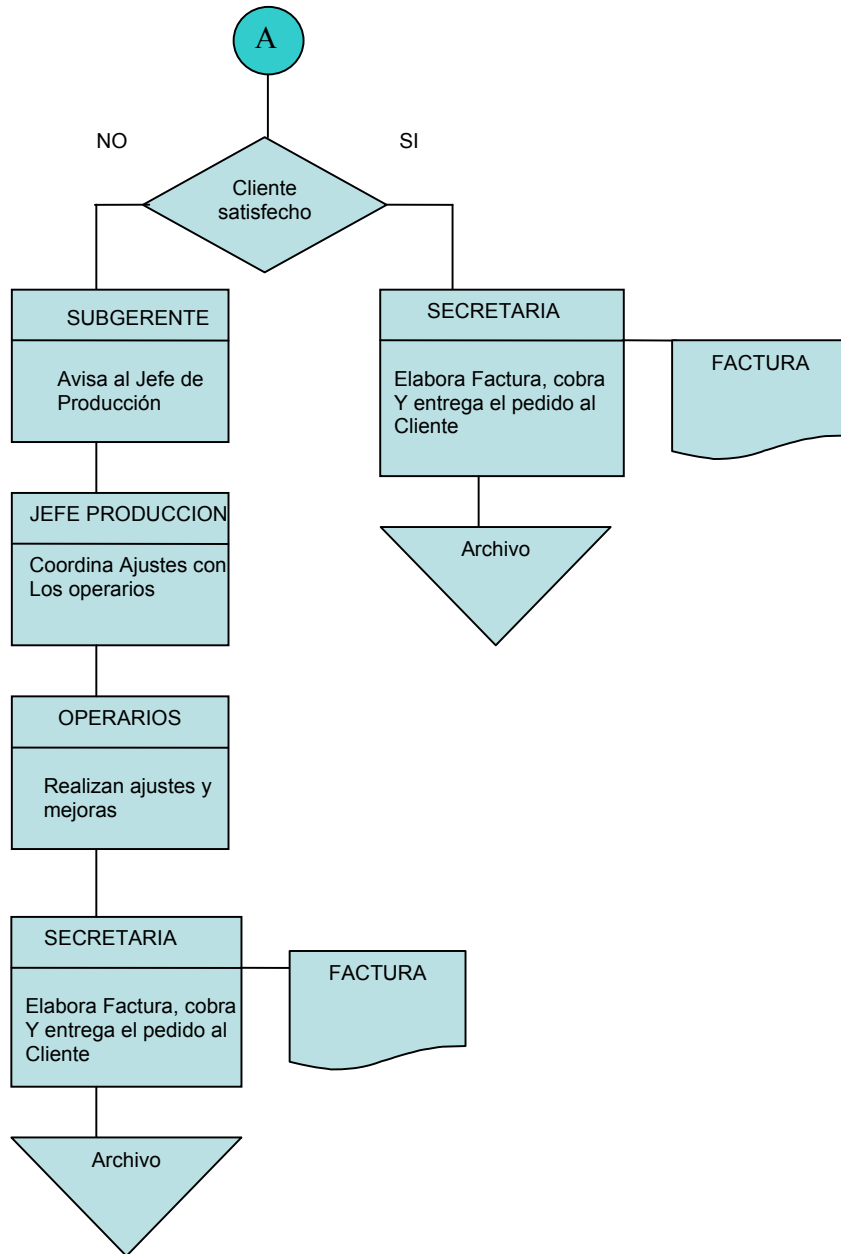 A
NO
SI
Cliente
satisfecho
SUBGERENTE
Avisa al Jefe de
Producción
SECRETARIA
Elabora Factura, cobra
Y entrega el pedido al
Cliente
FACTURA
Archivo
JEFE PRODUCCION
Coordina Ajustes con
Los operarios
OPERARIOS
Realizan ajustes y
mejoras
SECRETARIA
Elabora Factura, cobra
Y entrega el pedido al
Cliente
FACTURA
Archivo